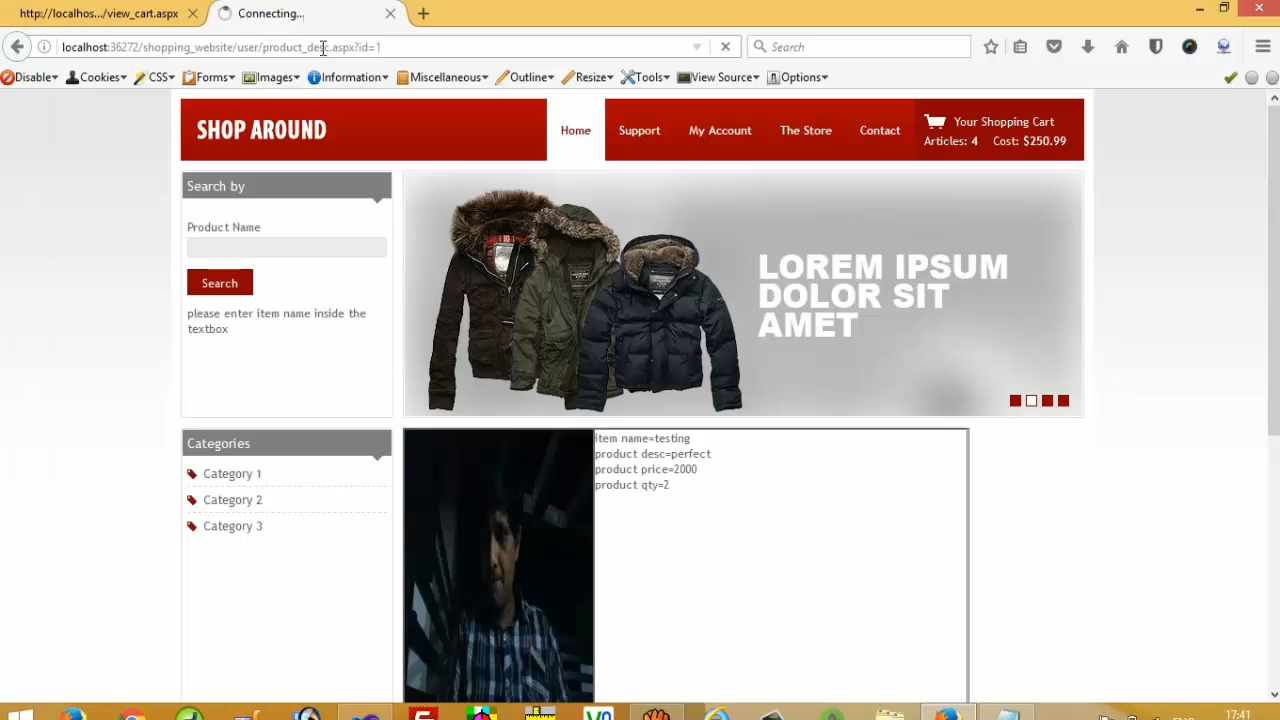 http://localhos.../view_cart.aspx
Connecting...
localhost:36272/shopping_website/user/product_desc.aspx?id=1
Search
Disable Cookies CSS Forms Images Information Miscellaneous Outline Resize Tools View Source Options
SHOP AROUND
Home Support My Account The Store Contact
Your Shopping Cart
Articles: 4 Cost: $250.99
Search by
Product Name
Search
please enter item name inside the
textbox
LOREM IPSUM
DOLOR SIT
AMET
Categories
Category 1
Category 2
Category 3
item name=testing
product desc=perfect
product price=2000
product qty=2
17:41